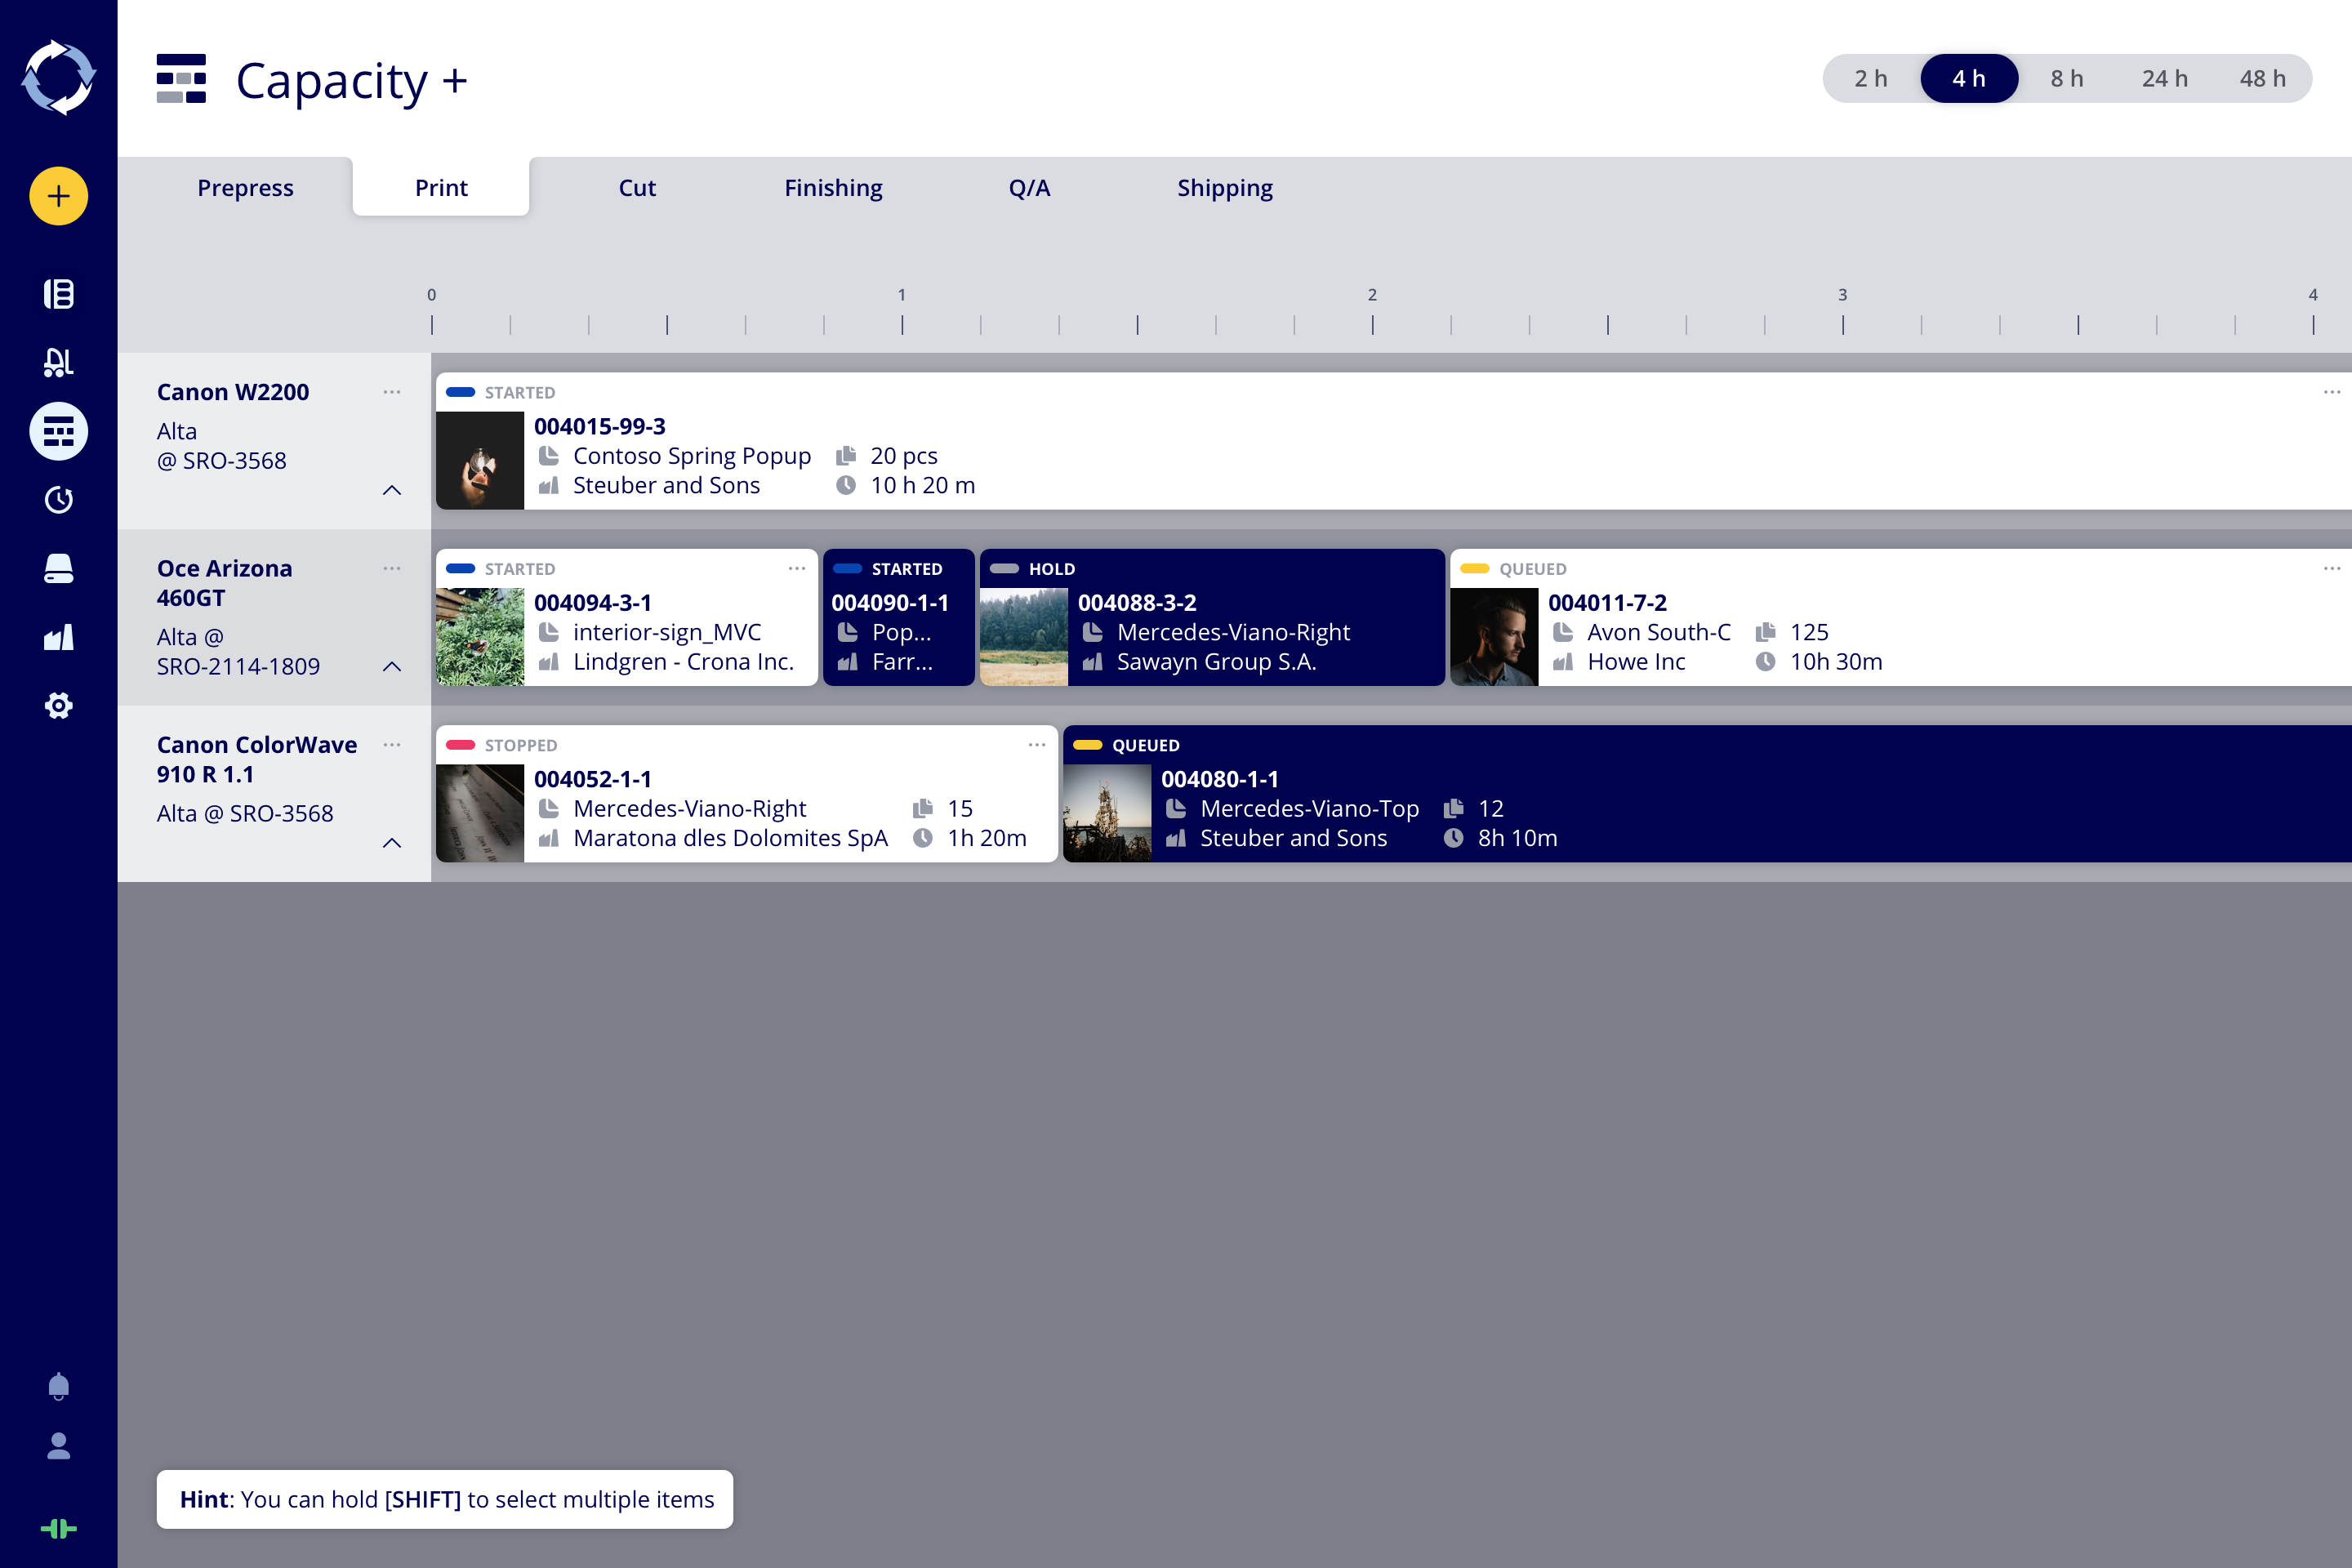 Capacity +
2 h 4 h 8 h 24 h 48 h
Prepress Print Cut Finishing Q/A Shipping
0 1 2 3 4
Canon W2200
Alta
@ SRO-3568
STARTED
004015-99-3
Contoso Spring Popup 20 pcs
Steuber and Sons 10 h 20 m
Oce Arizona
460GT
Alta @
SRO-2114-1809
STARTED
004094-3-1
interior-sign_MVC
Lindgren - Crona Inc.
STARTED
004090-1-1
Pop...
Farr...
HOLD
004088-3-2
Mercedes-Viano-Right
Sawayn Group S.A.
QUEUED
004011-7-2
Avon South-C 125
Howe Inc 10h 30m
Canon ColorWave
910 R 1.1
Alta @ SRO-3568
STOPPED
004052-1-1
Mercedes-Viano-Right 15
Maratona dles Dolomites SpA 1h 20m
QUEUED
004080-1-1
Mercedes-Viano-Top 12
Steuber and Sons 8h 10m
Hint: You can hold [SHIFT] to select multiple items